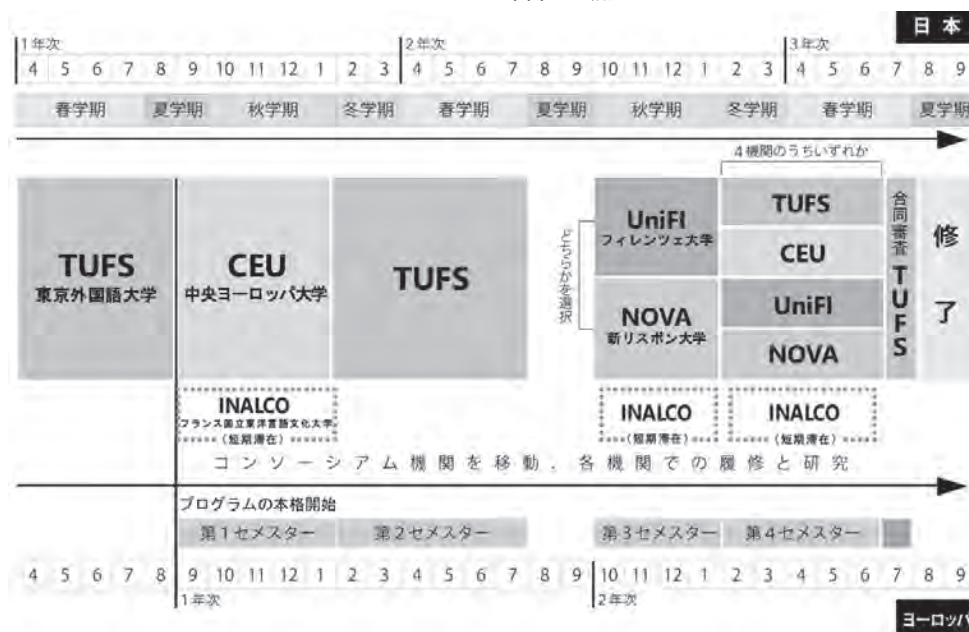 日本
1年次 2年次 3年次
4 5 6 7 8 9 10 11 12 1 2 3 4 5 6 7 8 9 10 11 12 1 2 3 4 5 6 7 8 9
春学期 夏学期 秋学期 冬学期 春学期 夏学期 秋学期 冬学期 春学期 夏学期
4機関のうちいずれか
TUFS
東京外国語大学
CEU
中央ヨーロッパ大学
TUFS
どちらかを選択
UniFI
フィレンツェ大学
NOVA
新リスボン大学
TUFS
CEU
UniFI
NOVA
合同審査 TUFS
修了
INALCO
フランス国立東洋言語文化大学
(短期滞在)
INALCO
(短期滞在)
INALCO
(短期滞在)
コンソーシアム機関を移動、各機関での履修と研究
プログラムの本格開始
第1セメスター 第2セメスター 第3セメスター 第4セメスター
4 5 6 7 8 9 10 11 12 1 2 3 4 5 6 7 8 9 10 11 12 1 2 3 4 5 6 7 8 9
1年次 2年次
ヨーロッパ